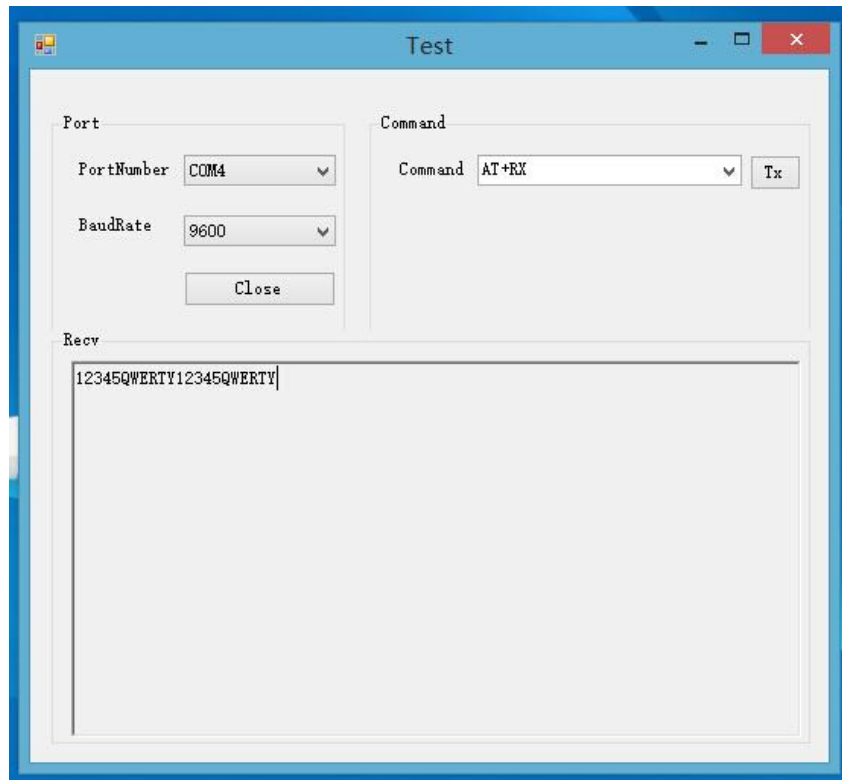 Test
Port
PortNumber COM4
BaudRate 9600
Close
Command
Command AT+RX Tx
Recv
12345QWERTY12345QWERTY